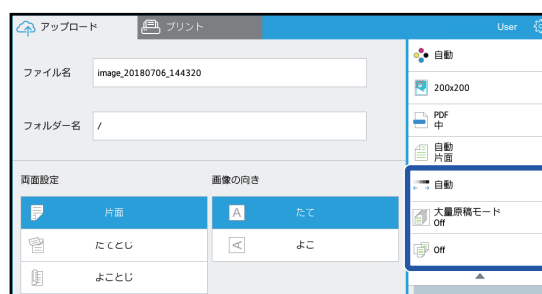 アップロード
プリント
User
ファイル名
image_20180706_144320
フォルダー名
/
両面設定
片面
たてとじ
よことじ
画像の向き
A
たて
A
よこ
自動
200x200
PDF
中
自動
片面
自動
大量原稿モード
Off
Off